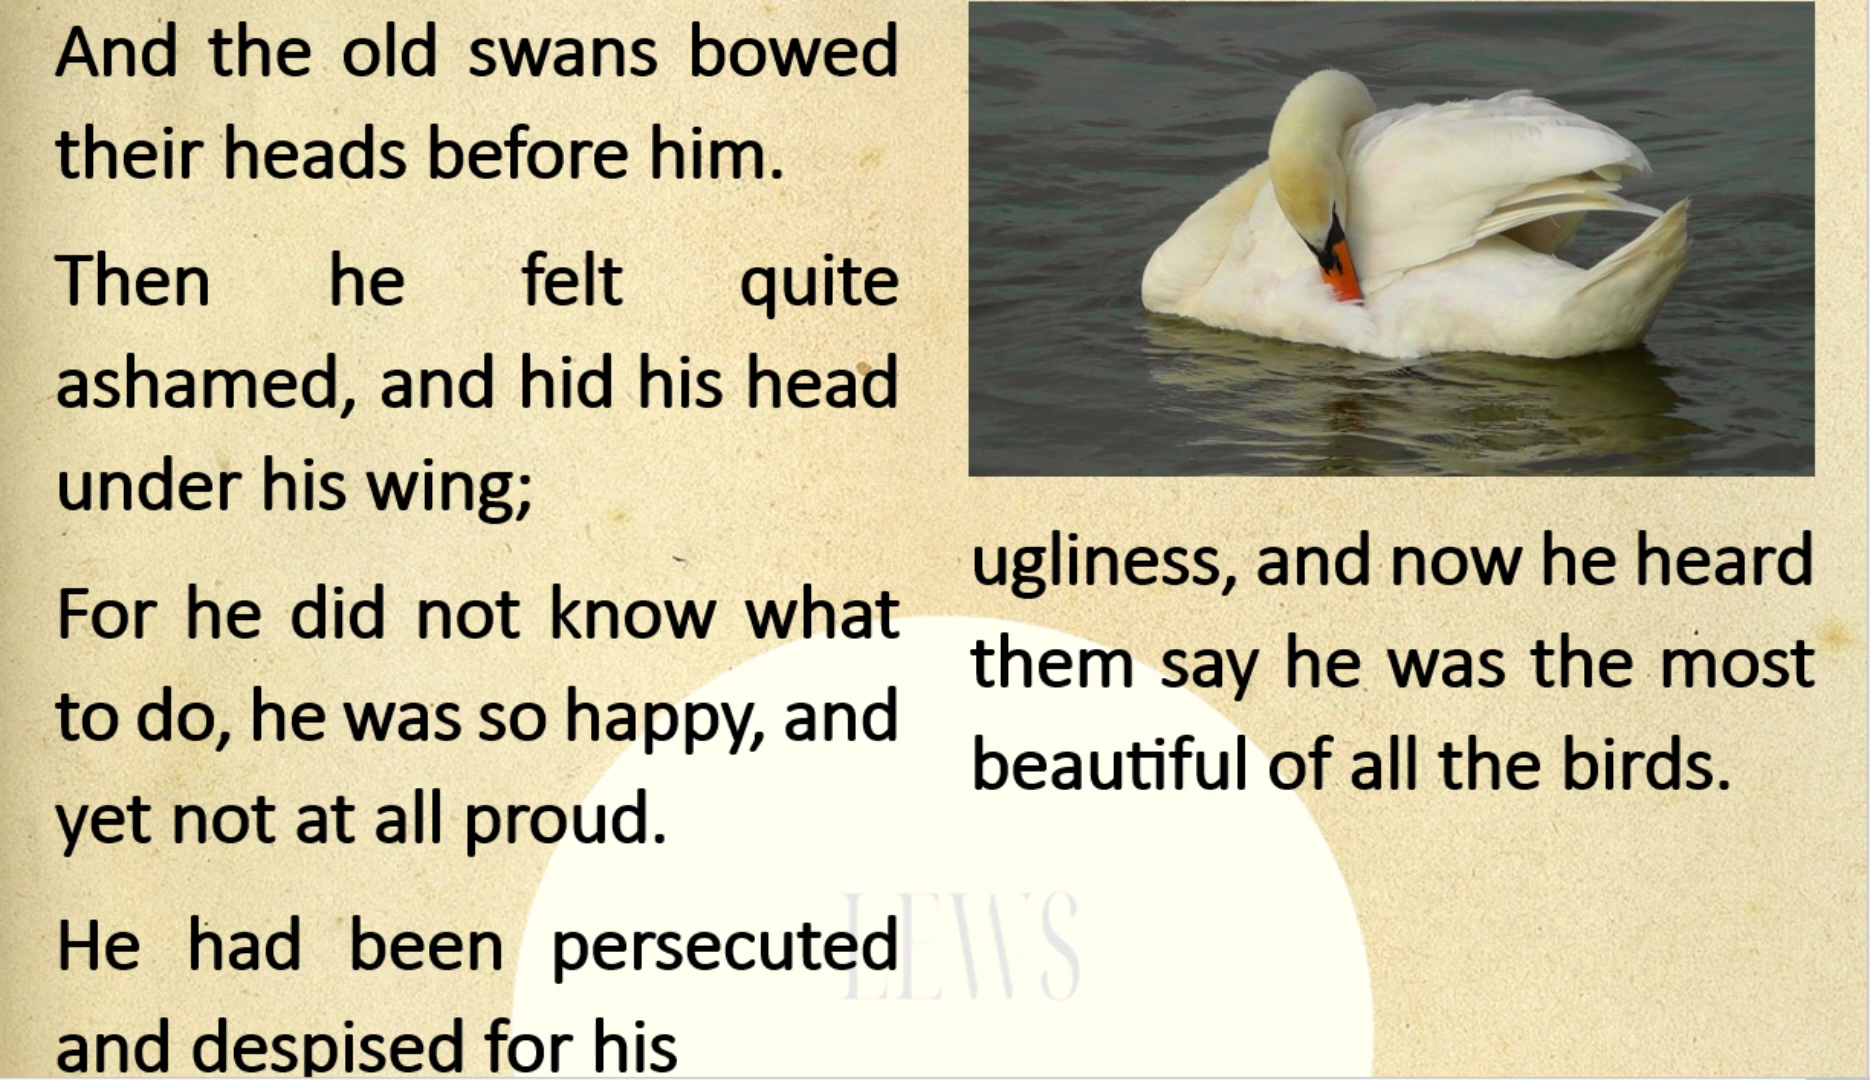 And the old swans bowed
their heads before him.
Then he felt quite
ashamed, and hid his head
under his wing;
For he did not know what
to do, he was so happy, and
yet not at all proud.
He had been persecuted
and despised for his
ugliness, and now he heard
them say he was the most
beautiful of all the birds.
LEWS